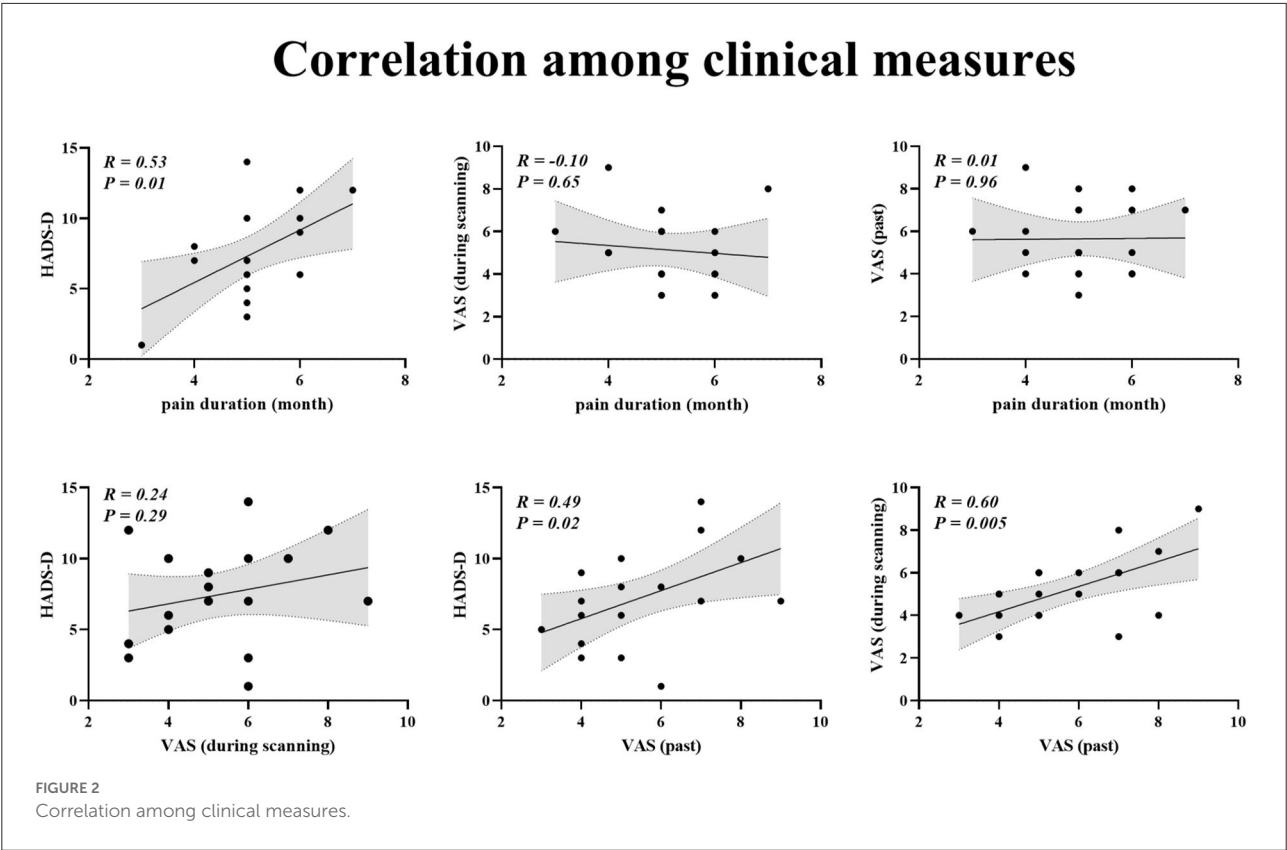 Correlation among clinical measures
R = 0.53
P = 0.01
HADS-D
15
10
5
0
2 4 6 8
pain duration (month)
R = -0.10
P = 0.65
VAS (during scanning)
10
8
6
4
2
0
2 4 6 8
pain duration (month)
R = 0.01
P = 0.96
VAS (past)
10
8
6
4
2
0
2 4 6 8
pain duration (month)
R = 0.24
P = 0.29
HADS-D
15
10
5
0
2 4 6 8 10
VAS (during scanning)
R = 0.49
P = 0.02
HADS-D
15
10
5
0
2 4 6 8 10
VAS (past)
R = 0.60
P = 0.005
VAS (during scanning)
10
8
6
4
2
0
2 4 6 8 10
VAS (past)
FIGURE 2
Correlation among clinical measures.